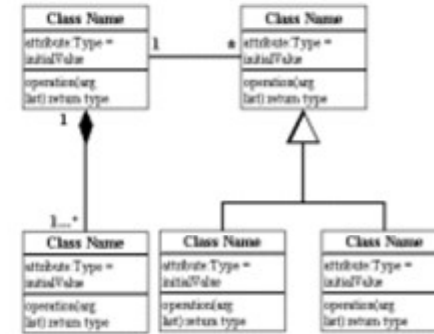 Class Name
attribute:Type =
initialValue
operation(arg
list):return type
Class Name
attribute:Type =
initialValue
operation(arg
list):return type
1
1
1...*
Class Name
attribute:Type =
initialValue
operation(arg
list):return type
Class Name
attribute:Type =
initialValue
operation(arg
list):return type
Class Name
attribute:Type =
initialValue
operation(arg
list):return type